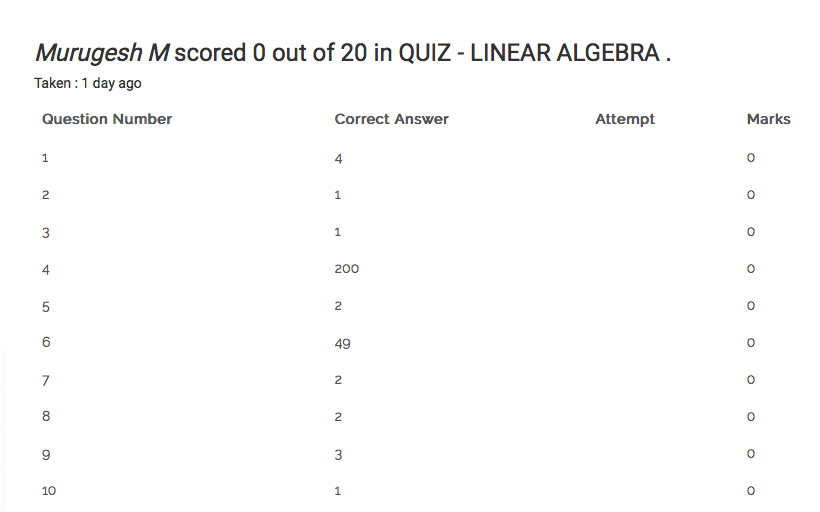 Murugesh M scored 0 out of 20 in QUIZ - LINEAR ALGEBRA .
Taken : 1 day ago
Question Number Correct Answer Attempt Marks
1 4 0
2 1 0
3 1 0
4 200 0
5 2 0
6 49 0
7 2 0
8 2 0
9 3 0
10 1 0